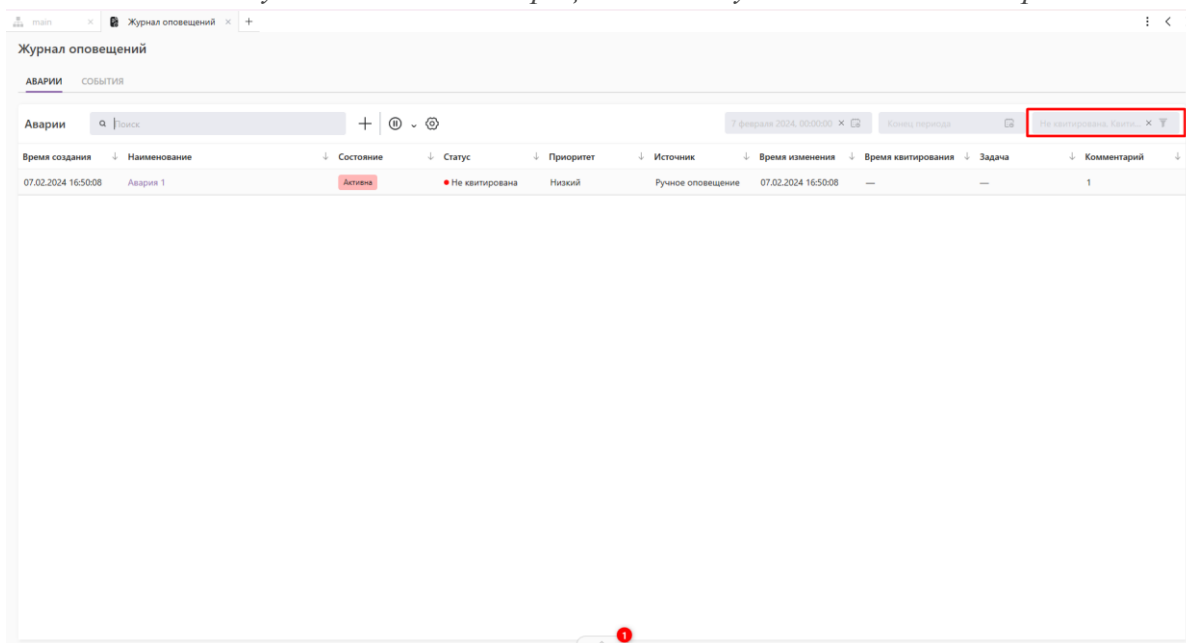 main
Журнал оповещений
Журнал оповещений
АВАРИИ СОБЫТИЯ
Аварии Поиск 7 февраля 2024, 00:00:00 Конец периода Не квитирована, Квити...
Время создания Наименование Состояние Статус Приоритет Источник Время изменения Время квитирования Задача Комментарий
07.02.2024 16:50:08 Авария 1 Активна Не квитирована Низкий Ручное оповещение 07.02.2024 16:50:08 — — 1
1